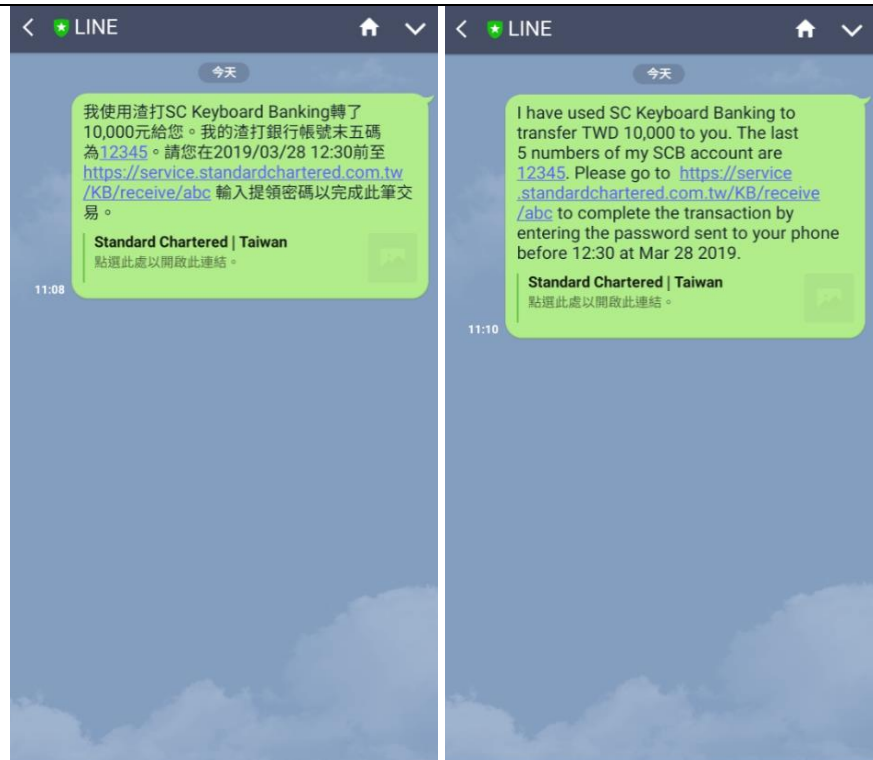 LINE
今天
我使用渣打SC Keyboard Banking轉了
10,000元給您。我的渣打銀行帳號末五碼
為12345。請您在2019/03/28 12:30前至
https://service.standardchartered.com.tw
/KB/receive/abc 輸入提領密碼以完成此筆交
易。
Standard Chartered | Taiwan
點選此處以開啟此連結。
11:08
LINE
今天
I have used SC Keyboard Banking to
transfer TWD 10,000 to you. The last
5 numbers of my SCB account are
12345. Please go to https://service
.standardchartered.com.tw/KB/receive
/abc to complete the transaction by
entering the password sent to your phone
before 12:30 at Mar 28 2019.
Standard Chartered | Taiwan
點選此處以開啟此連結。
11:10